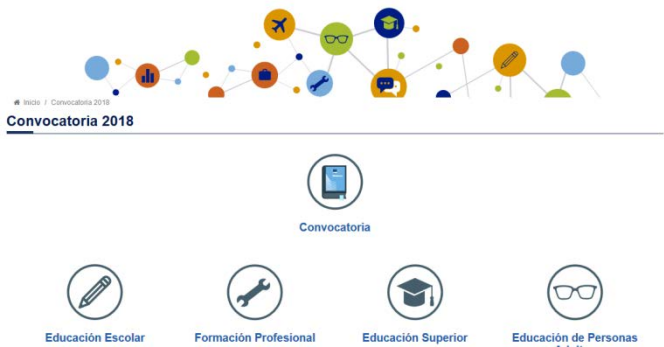 Inicio / Convocatoria 2018
Convocatoria 2018
Convocatoria
Educación Escolar
Formación Profesional
Educación Superior
Educación de Personas